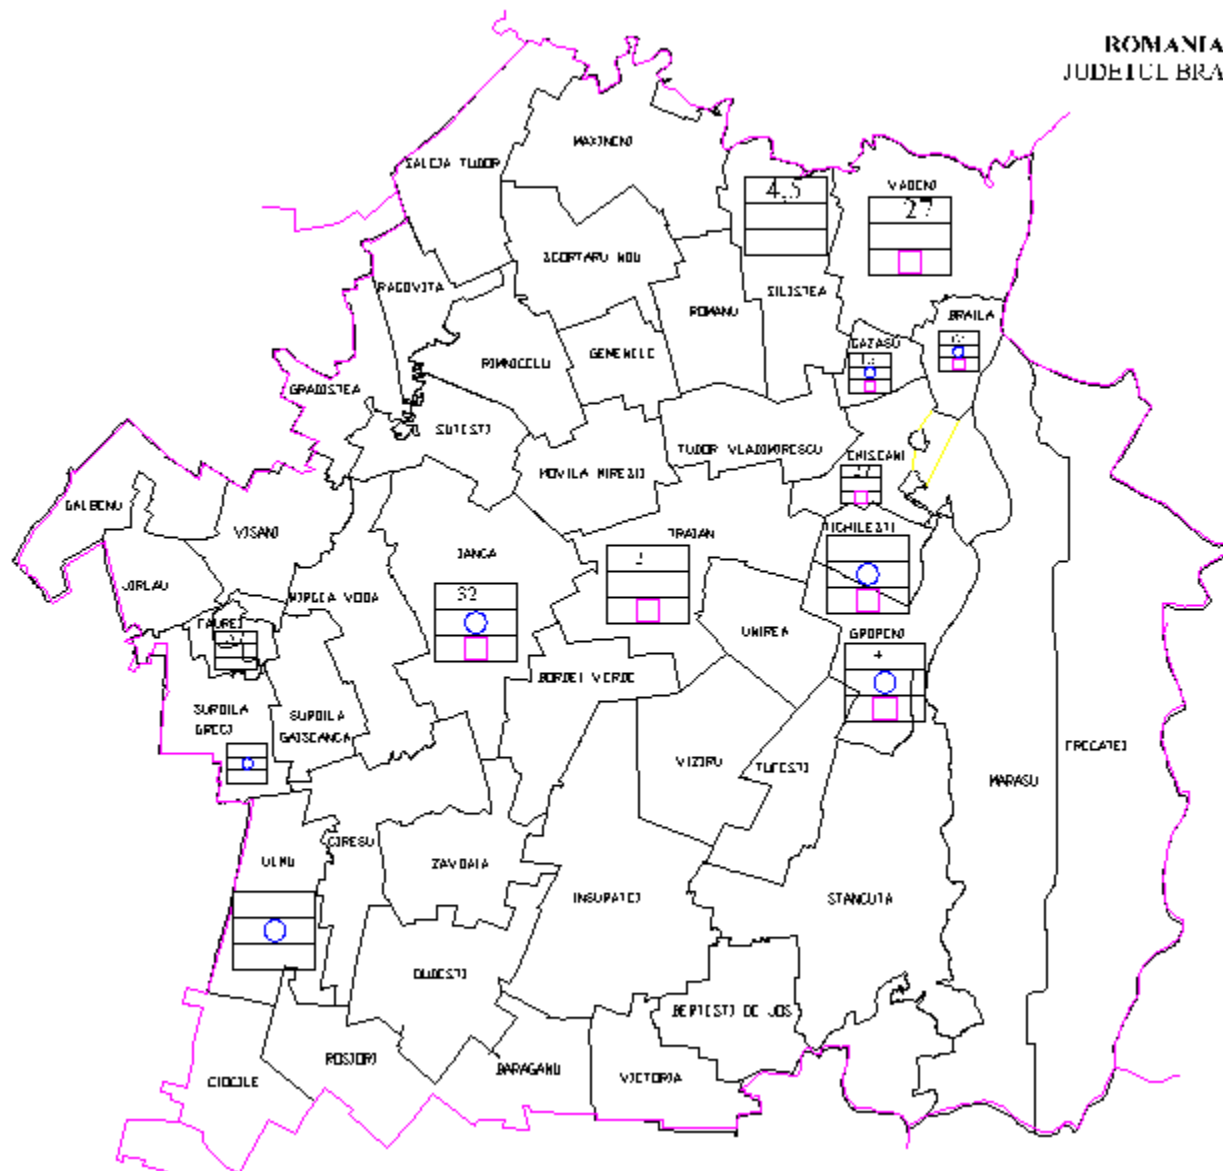 ROMANIA
JUDETUL BRA
MAXINENI
SALCIA TUDOR
VADENI
4,5
27
SCORTARU NOU
RACOVITA
SILISTEA
ROMANU
BRAILA
CAZASU
GEMENELE
RIMNICELU
GRADISTEA
SUTESTI
TUDOR VLADIMIRESCU
CHISCANI
MOVILA MIRESII
GALBENU
VISANI
IANCA
TRAIAN
TICHILESTI
JIRLAU
MIRCEA VODA
32
FAUREI
UNIREA
GROPENI
4
BORDEI VERDE
SURDILA
GRECI
SURDILA
GAISEANCA
FRECATEI
VIZIRU
TUFESTI
MARASU
CIRESU
ULMU
ZAVOAIA
INSURATEI
STANCUTA
DUDESTI
BERTESTI DE JOS
ROSIORI
BARAGANU
VICTORIA
CIOCILE